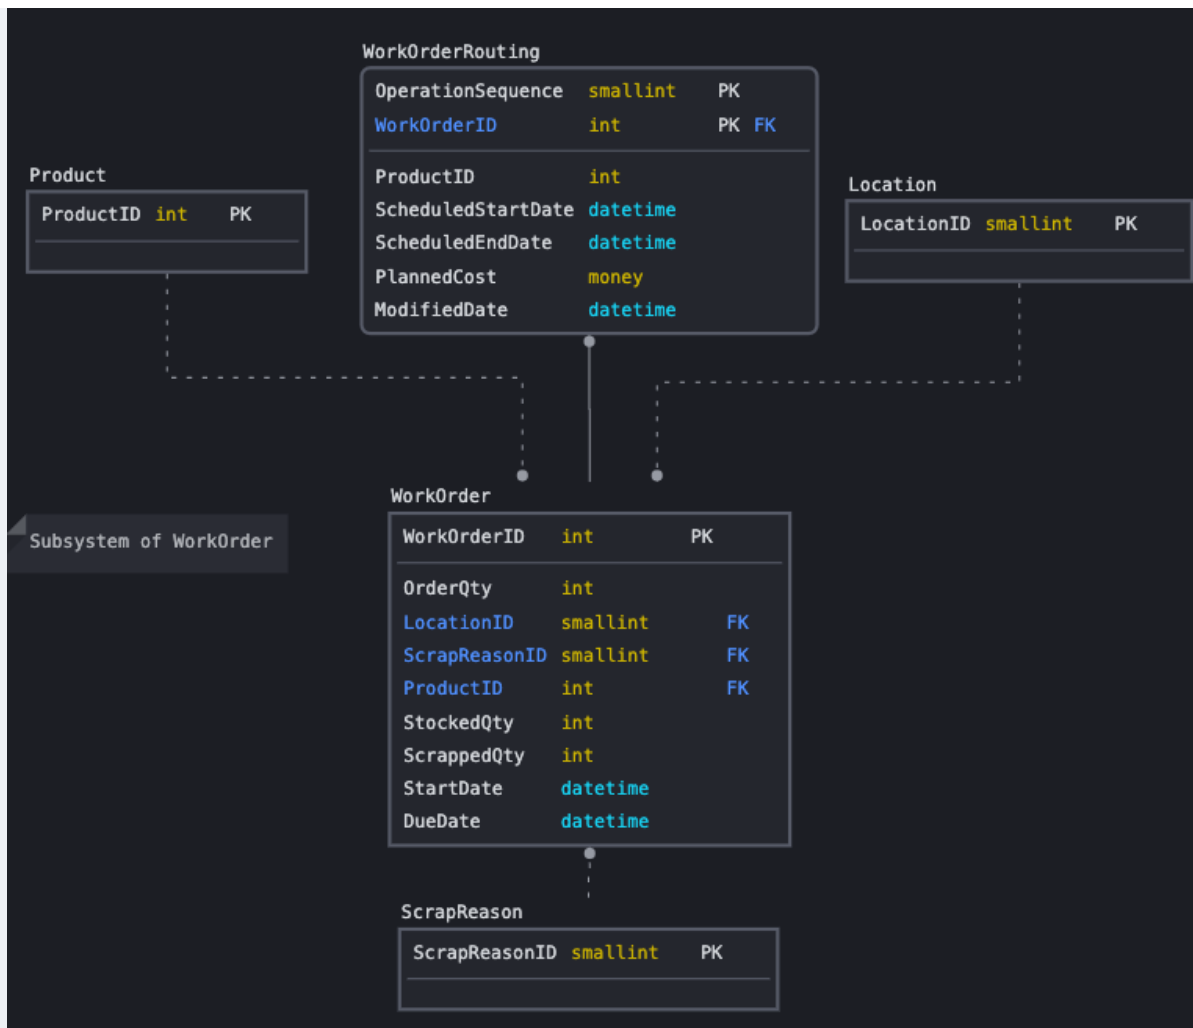 WorkOrderRouting
OperationSequence smallint PK
WorkOrderID int PK FK
ProductID int
ScheduledStartDate datetime
ScheduledEndDate datetime
PlannedCost money
ModifiedDate datetime
Product
ProductID int PK
Location
LocationID smallint PK
WorkOrder
WorkOrderID int PK
OrderQty int
LocationID smallint FK
ScrapReasonID smallint FK
ProductID int FK
StockedQty int
ScrappedQty int
StartDate datetime
DueDate datetime
Subsystem of WorkOrder
ScrapReason
ScrapReasonID smallint PK